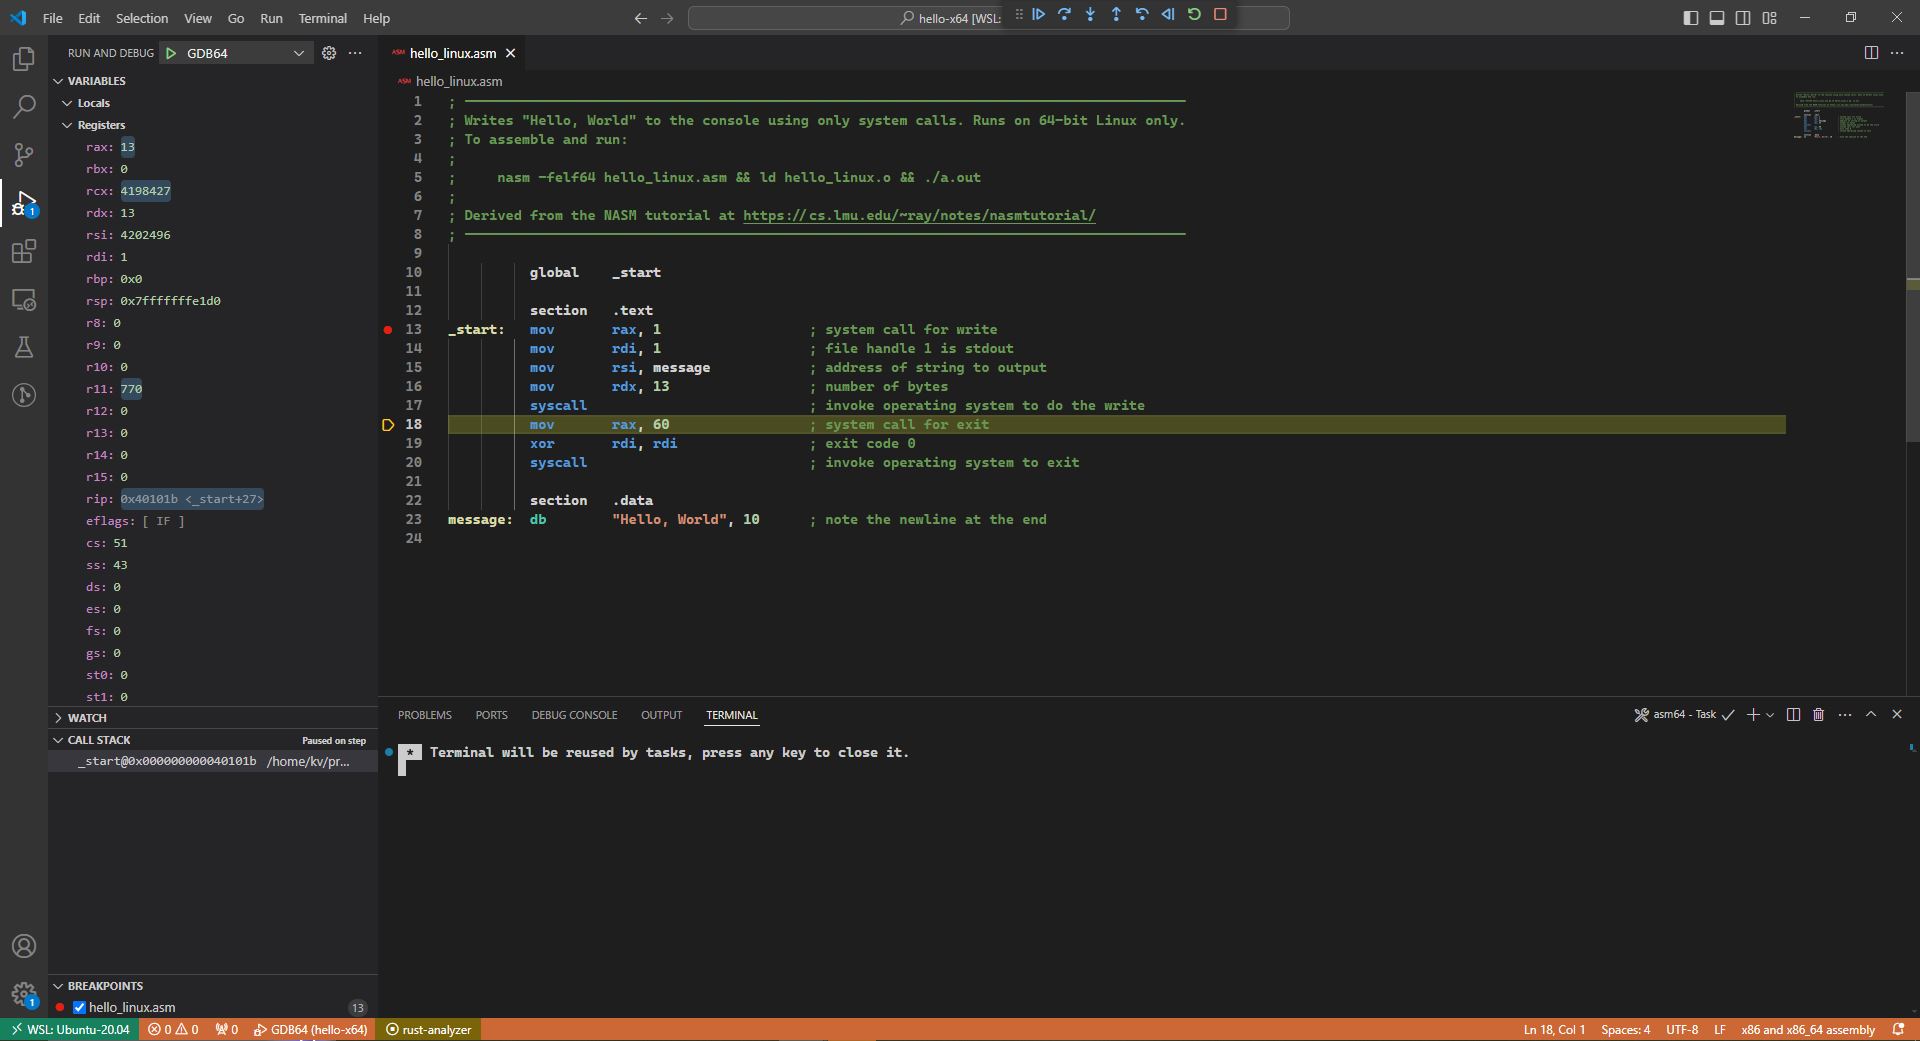 File Edit Selection View Go Run Terminal Help
hello-x64 [WSL:
RUN AND DEBUG GDB64
hello_linux.asm
hello_linux.asm
VARIABLES
Locals
Registers
rax: 13
rbx: 0
rcx: 4198427
rdx: 13
rsi: 4202496
rdi: 1
rbp: 0x0
rsp: 0x7fffffffe1d0
r8: 0
r9: 0
r10: 0
r11: 770
r12: 0
r13: 0
r14: 0
r15: 0
rip: 0x40101b <_start+27>
eflags: [ IF ]
cs: 51
ss: 43
ds: 0
es: 0
fs: 0
gs: 0
st0: 0
st1: 0
WATCH
CALL STACK Paused on step
_start@0x000000000040101b /home/kv/pr...
BREAKPOINTS
hello_linux.asm 13
1 ; ----------------------------------------------------------------------------------------
2 ; Writes "Hello, World" to the console using only system calls. Runs on 64-bit Linux only.
3 ; To assemble and run:
4 ;
5 ;     nasm -felf64 hello_linux.asm && ld hello_linux.o && ./a.out
6 ;
7 ; Derived from the NASM tutorial at https://cs.lmu.edu/~ray/notes/nasmtutorial/
8 ; ----------------------------------------------------------------------------------------
9
10           global    _start
11
12           section   .text
13 _start:   mov       rax, 1                  ; system call for write
14           mov       rdi, 1                  ; file handle 1 is stdout
15           mov       rsi, message            ; address of string to output
16           mov       rdx, 13                 ; number of bytes
17           syscall                           ; invoke operating system to do the write
18           mov       rax, 60                 ; system call for exit
19           xor       rdi, rdi                ; exit code 0
20           syscall                           ; invoke operating system to exit
21
22           section   .data
23 message:  db        "Hello, World", 10      ; note the newline at the end
24
PROBLEMS PORTS DEBUG CONSOLE OUTPUT TERMINAL asm64 - Task
* Terminal will be reused by tasks, press any key to close it.
WSL: Ubuntu-20.04 0 0 0 GDB64 (hello-x64) rust-analyzer Ln 18, Col 1 Spaces: 4 UTF-8 LF x86 and x86_64 assembly